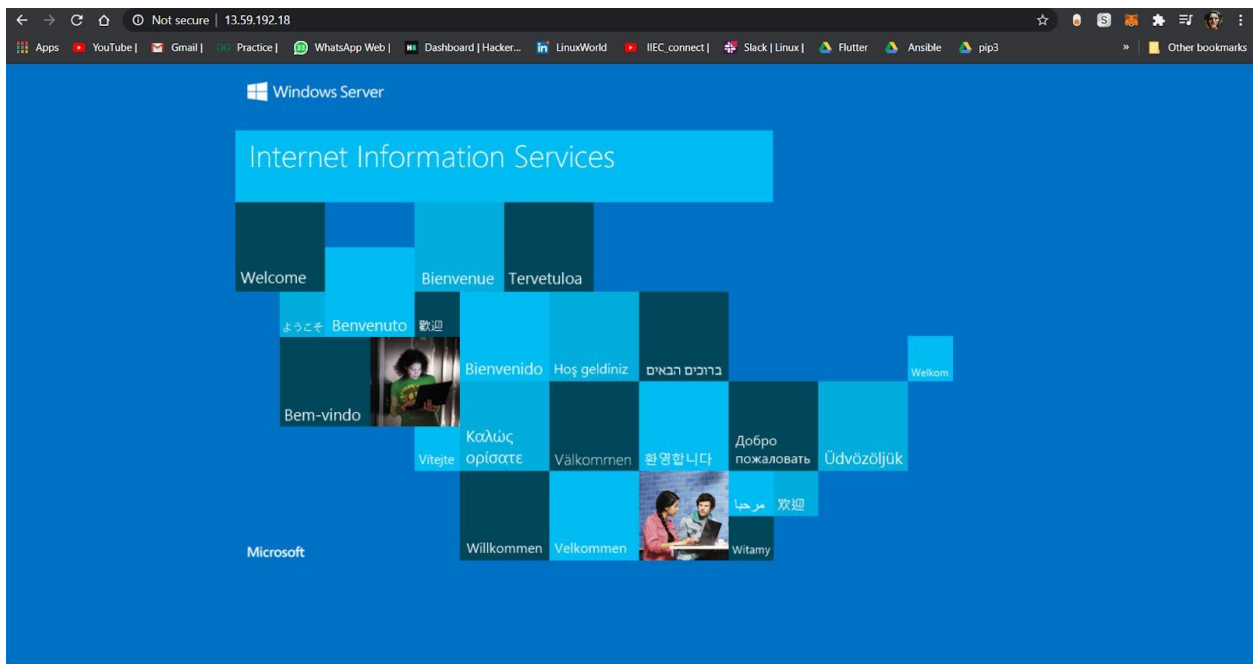 Not secure | 13.59.192.18
Apps YouTube | Gmail | Practice | WhatsApp Web | Dashboard | Hacker... LinuxWorld IIEC_connect | Slack | Linux | Flutter Ansible pip3 » Other bookmarks
Windows Server
Internet Information Services
Welcome
Bienvenue
Tervetuloa
ようこそ
Benvenuto
歡迎
Bienvenido
Hoş geldiniz
ברוכים הבאים
Welkom
Bem-vindo
Vítejte
Καλώς
ορίσατε
Välkommen
환영합니다
Добро
пожаловать
Üdvözöljük
مرحبا
欢迎
Microsoft
Willkommen
Velkommen
Witamy